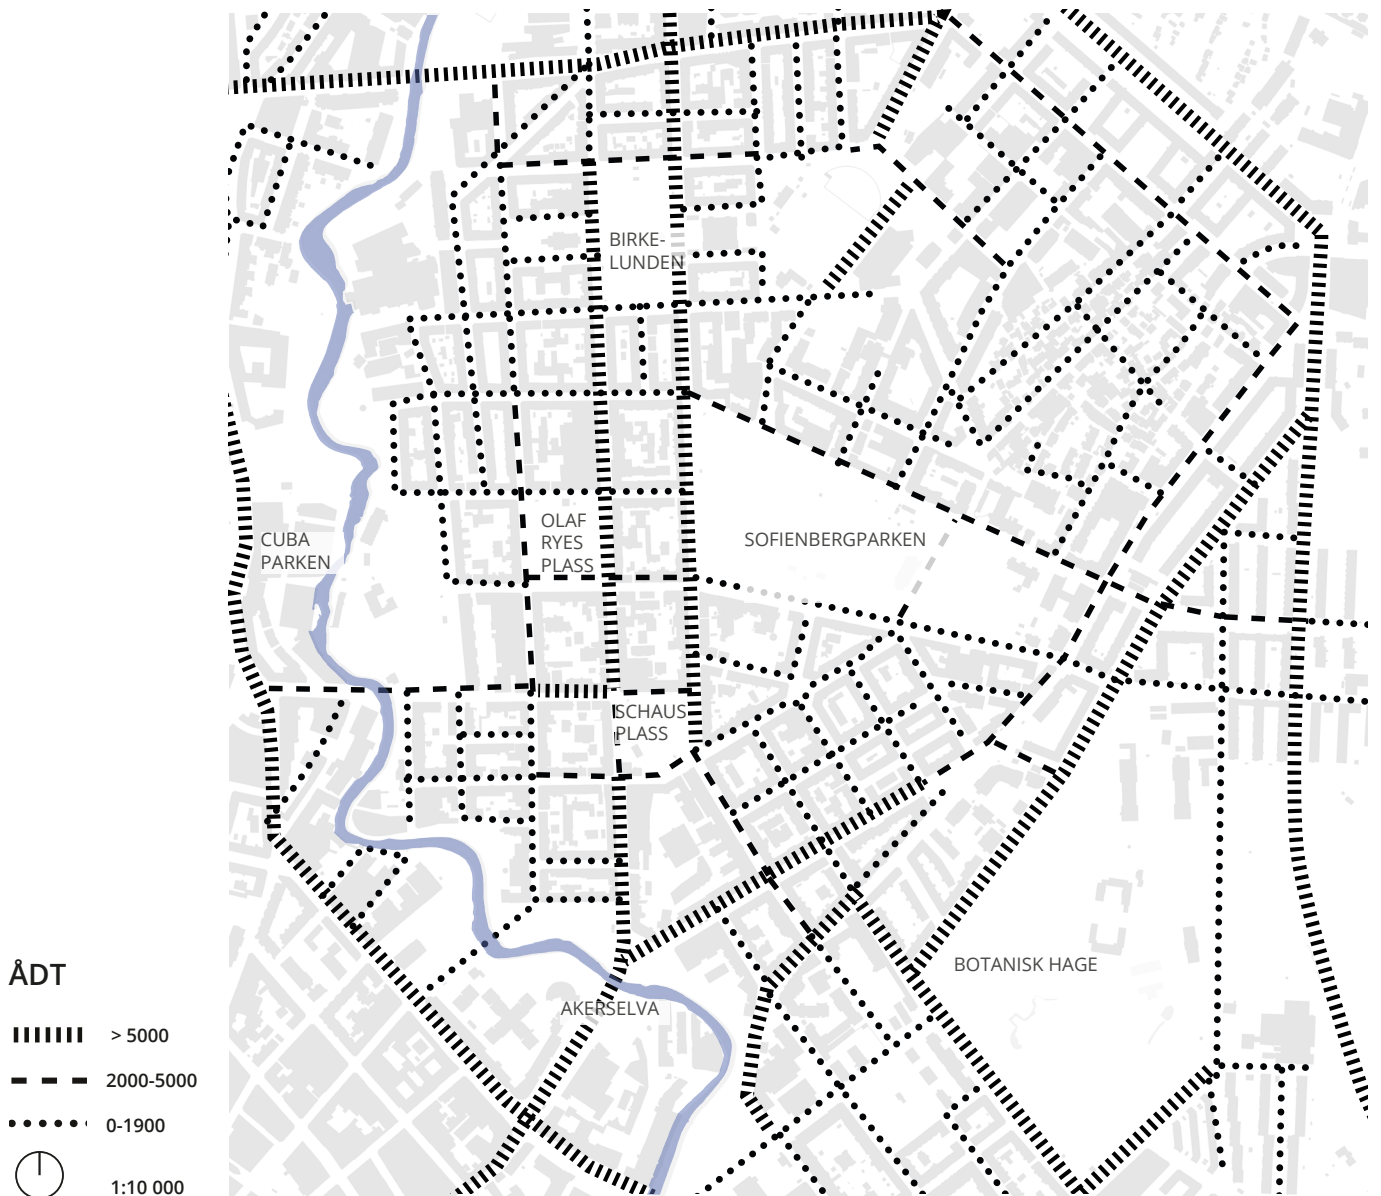 BIRKE-
LUNDEN
OLAF
RYES
PLASS
CUBA
PARKEN
SOFIENBERGPARKEN
SCHAUS
PLASS
BOTANISK HAGE
AKERSELVA
ÅDT
> 5000
2000-5000
0-1900
1:10 000